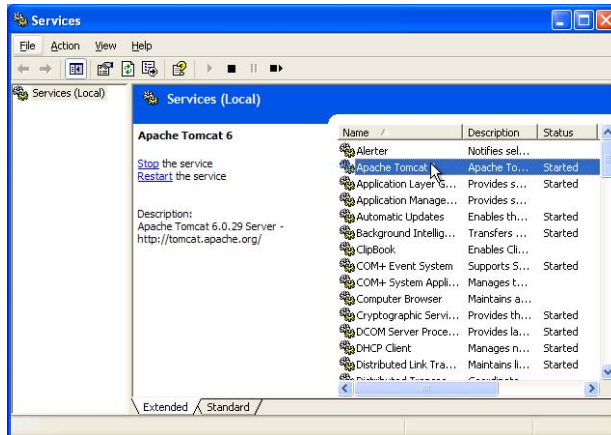 Services
File Action View Help
Services (Local)
Services (Local)
Apache Tomcat 6
Stop the service
Restart the service
Description:
Apache Tomcat 6.0.29 Server -
http://tomcat.apache.org/
Name Description Status
Alerter Notifies sel...
Apache Tomcat Apache To... Started
Application Layer G... Provides s... Started
Application Manage... Provides s...
Automatic Updates Enables th... Started
Background Intellig... Transfers ... Started
ClipBook Enables Cli...
COM+ Event System Supports S... Started
COM+ System Appli... Manages t...
Computer Browser Maintains a...
Cryptographic Servi... Provides th... Started
DCOM Server Proce... Provides la... Started
DHCP Client Manages n... Started
Distributed Link Tra... Maintains li... Started
Extended Standard